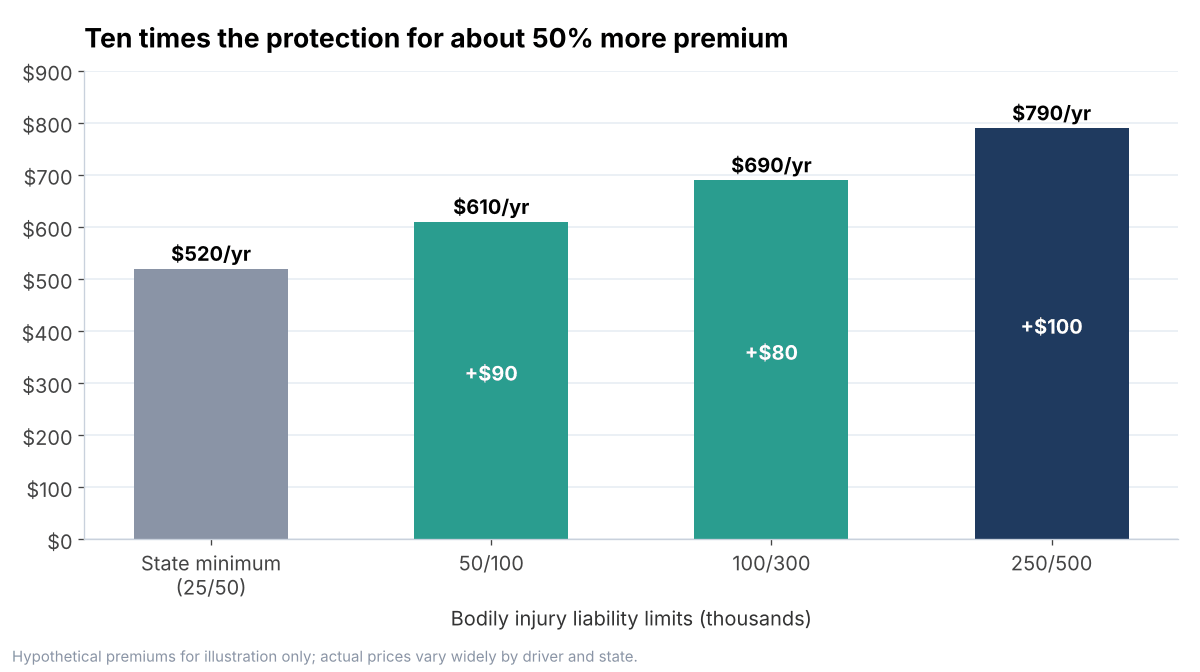 Ten times the protection for about 50% more premium
$900
$800
$700
$600
$500
$400
$300
$200
$100
$0
$520/yr
$610/yr
$690/yr
$790/yr
+$90
+$80
+$100
State minimum
(25/50)
50/100
100/300
250/500
Bodily injury liability limits (thousands)
Hypothetical premiums for illustration only; actual prices vary widely by driver and state.